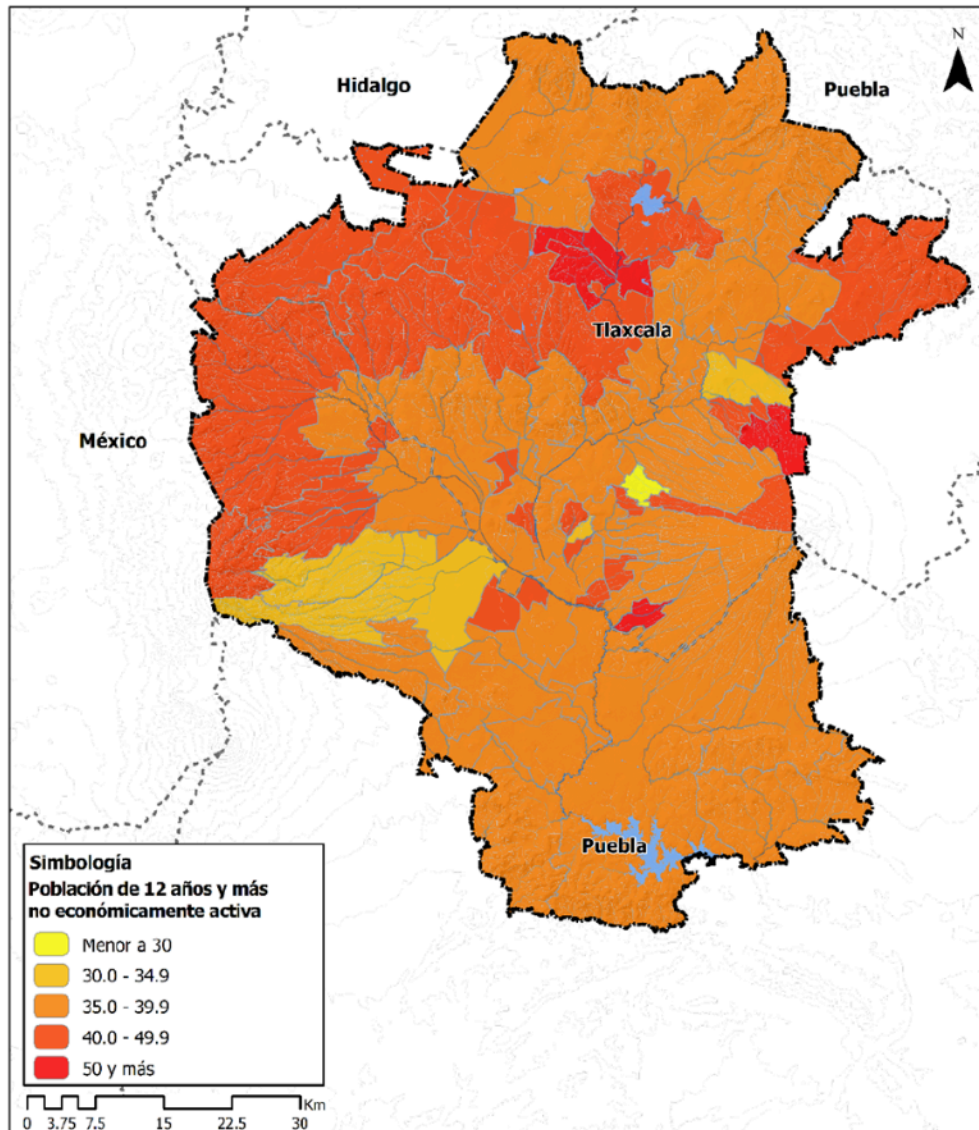 N
Hidalgo
Puebla
Tlaxcala
México
Puebla
Simbología
Población de 12 años y más
no económicamente activa
Menor a 30
30.0 - 34.9
35.0 - 39.9
40.0 - 49.9
50 y más
Km
0 3.75 7.5 15 22.5 30